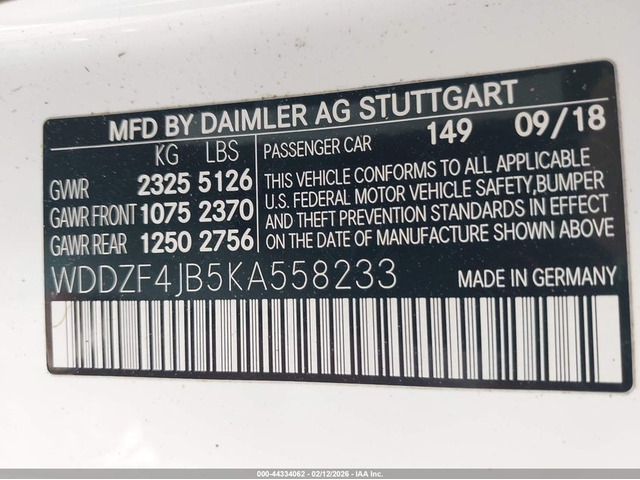 MFD BY DAIMLER AG STUTTGART
KG LBS
GVWR 2325 5126
GAWR FRONT 1075 2370
GAWR REAR 1250 2756
PASSENGER CAR 149 09/18
THIS VEHICLE CONFORMS TO ALL APPLICABLE
U.S. FEDERAL MOTOR VEHICLE SAFETY,BUMPER
AND THEFT PREVENTION STANDARDS IN EFFECT
ON THE DATE OF MANUFACTURE SHOWN ABOVE
WDDZF4JB5KA558233 MADE IN GERMANY
000-44334062 - 02/12/2026 - IAA Inc.